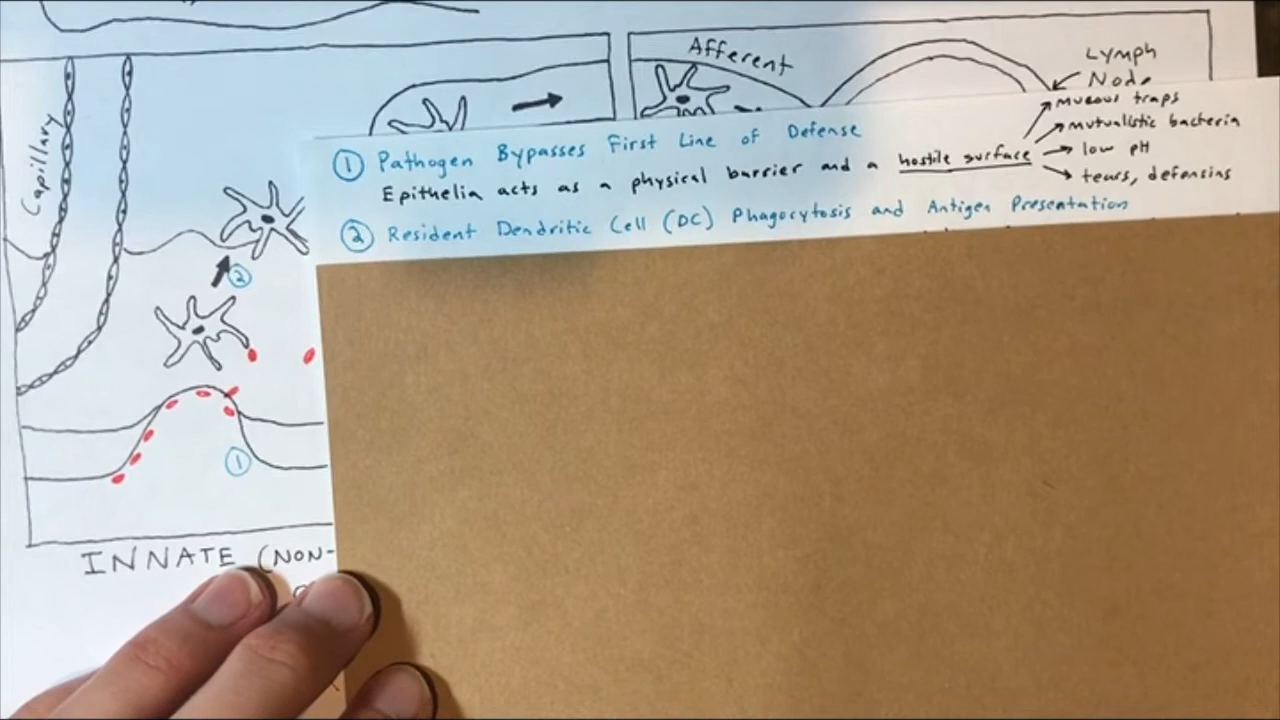 Capillary
Afferent
Lymph
Node
① Pathogen Bypasses First Line of Defense
Epithelia acts as a physical barrier and a hostile surface
mucous traps
mutualistic bacteria
low pH
tears, defensins
② Resident Dendritic Cell (DC) Phagocytosis and Antigen Presentation
②
①
INNATE (NON-